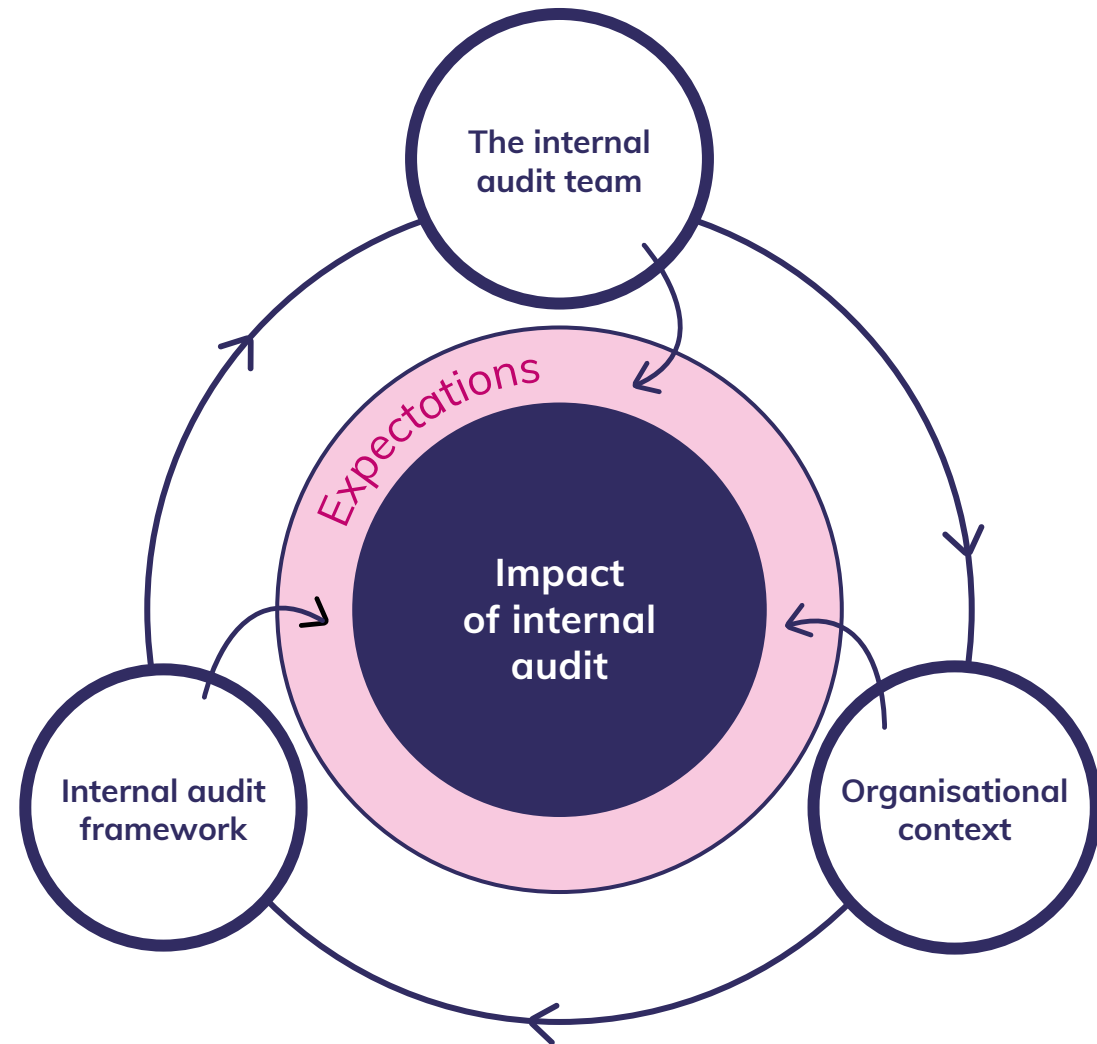 The internal
audit team
Expectations
Impact
of internal
audit
Internal audit
framework
Organisational
context